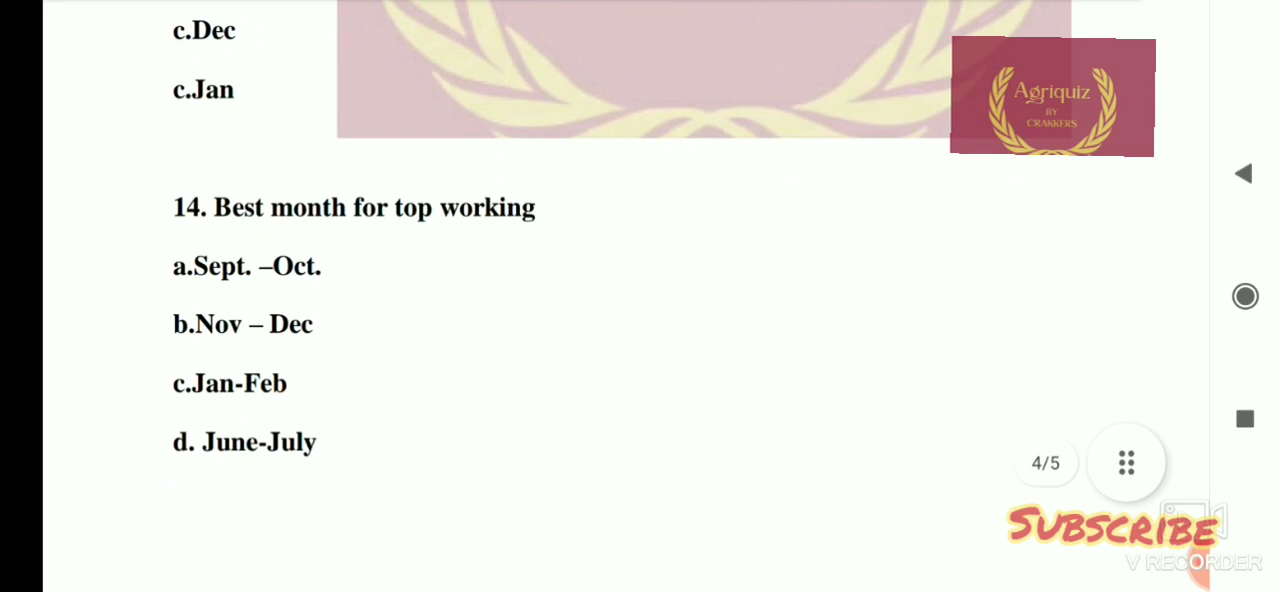 c.Dec
c.Jan
Agriquiz
BY
CRAKKERS
14. Best month for top working
a.Sept. –Oct.
b.Nov – Dec
c.Jan-Feb
d. June-July
4/5
SUBSCRIBE
V RECORDER